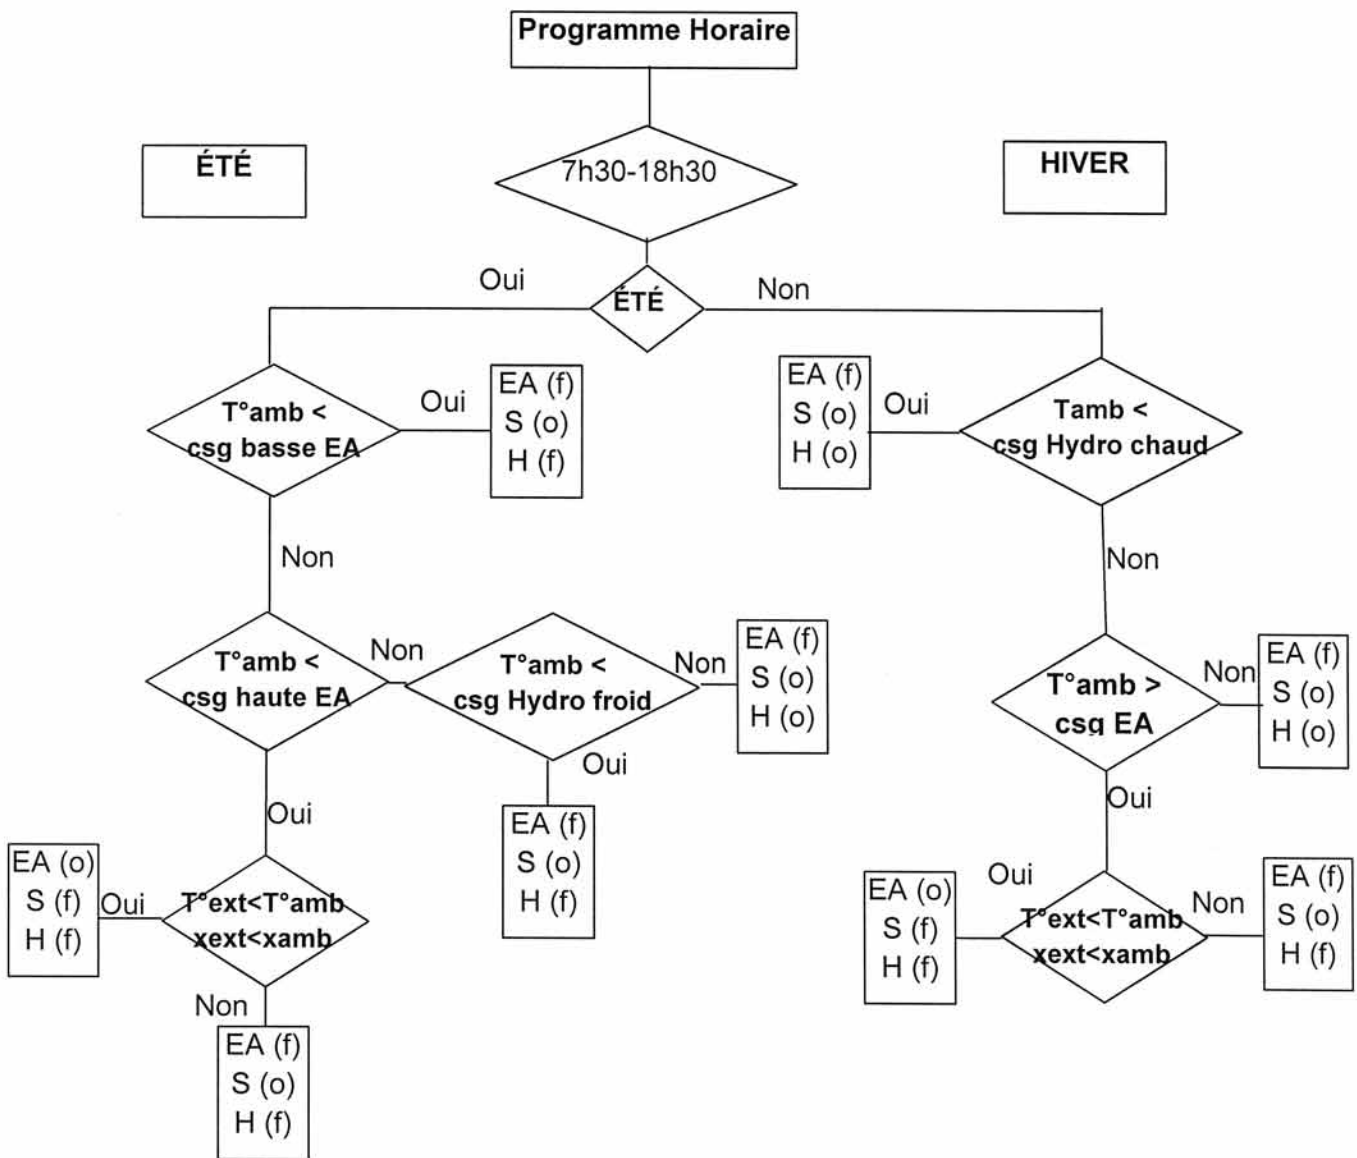 Programme Horaire
ÉTÉ
7h30-18h30
HIVER
Oui
ÉTÉ
Non
T°amb <
csg basse EA
Oui
EA (f)
S (o)
H (f)
EA (f)
S (o)
H (o)
Oui
Tamb <
csg Hydro chaud
Non
Non
T°amb <
csg haute EA
Non
T°amb <
csg Hydro froid
Non
EA (f)
S (o)
H (o)
T°amb >
csg EA
Non
EA (f)
S (o)
H (o)
Oui
Oui
EA (f)
S (o)
H (f)
Oui
EA (o)
S (f)
H (f)
Oui
T°ext<T°amb
xext<xamb
Non
EA (f)
S (o)
H (f)
EA (o)
S (f)
H (f)
Oui
T°ext<T°amb
xext<xamb
Non
EA (f)
S (o)
H (f)